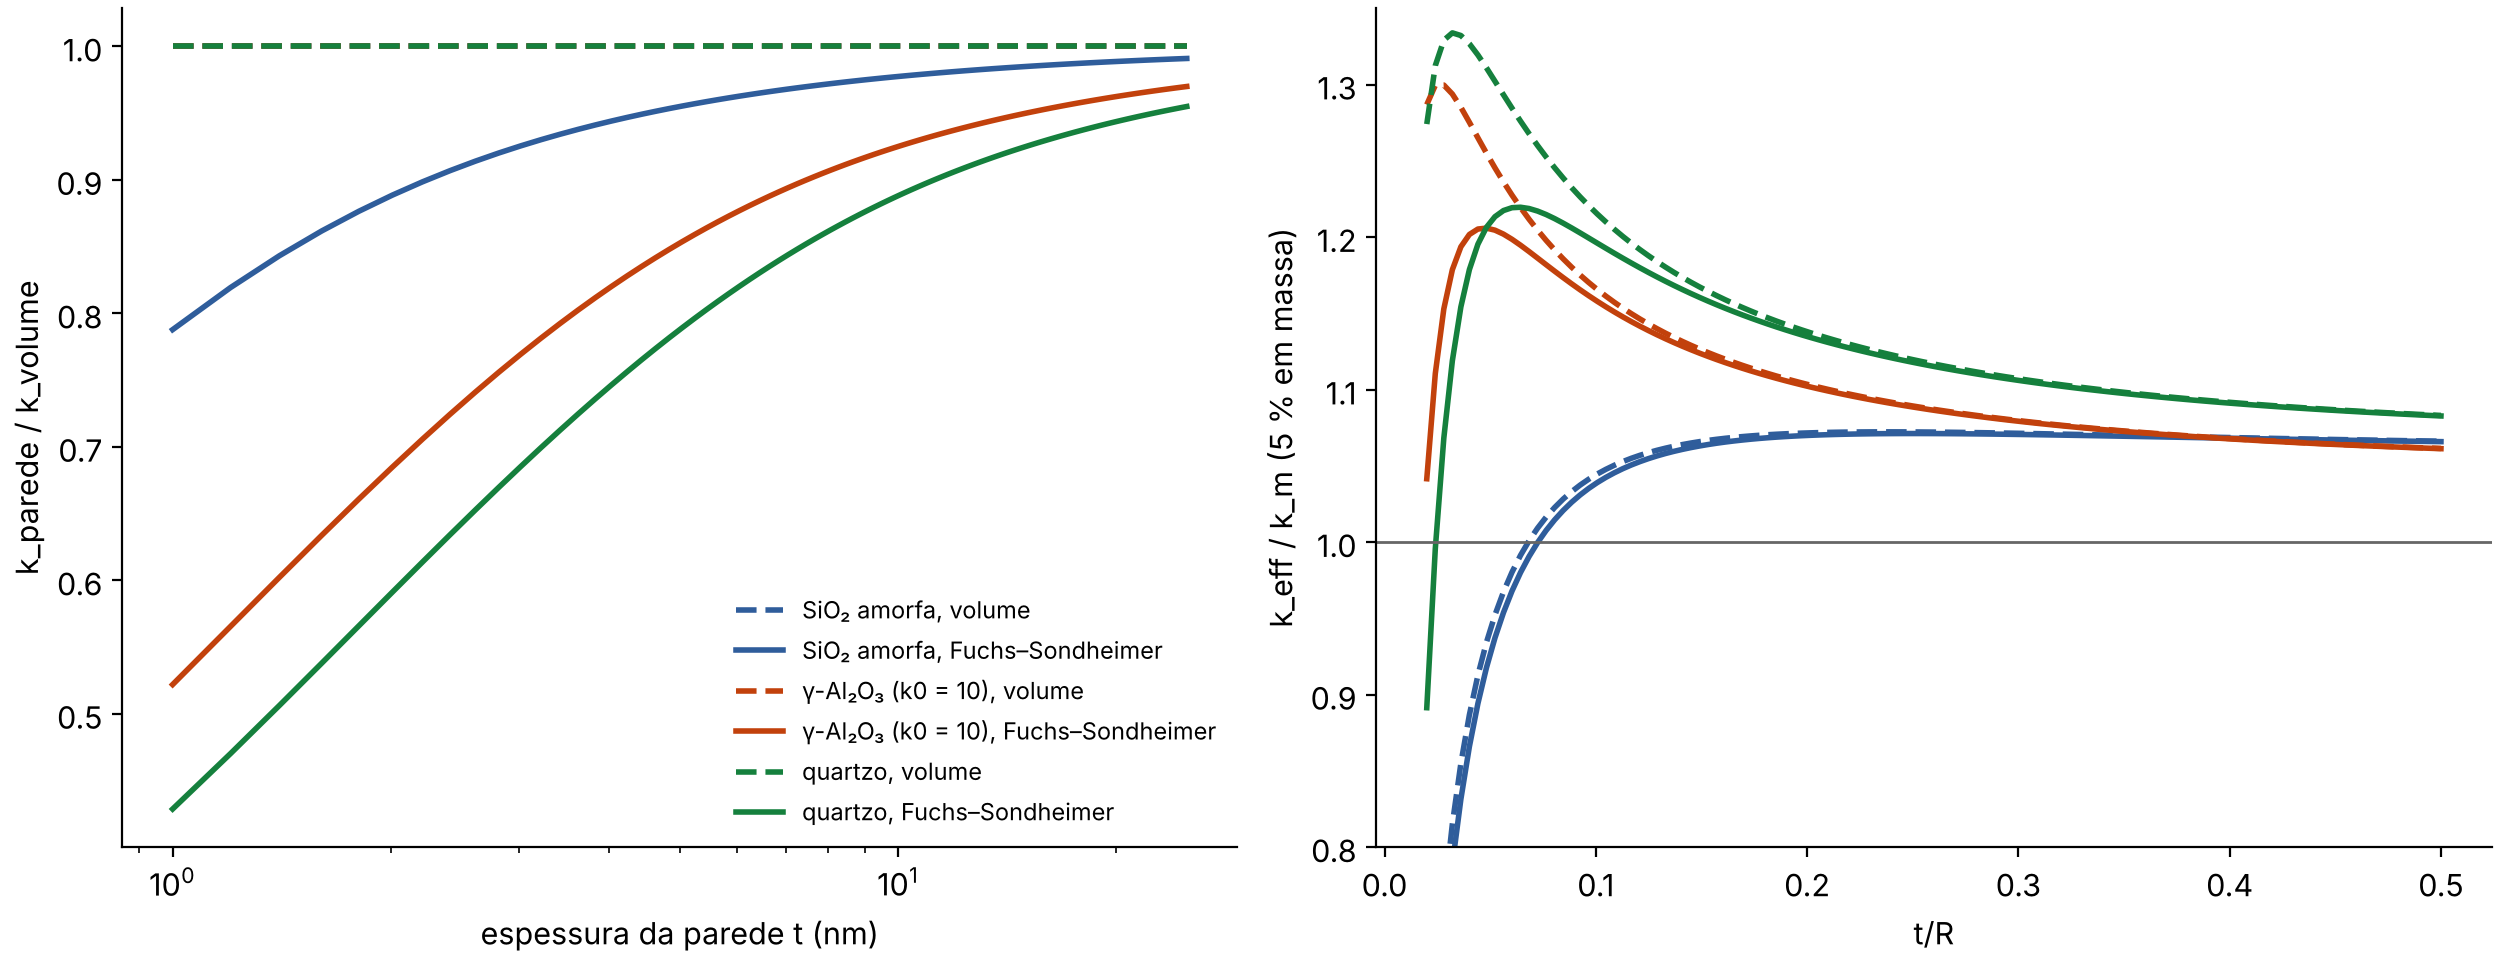 1.0
0.9
0.8
0.7
0.6
0.5
k_parede / k_volume
10⁰
10¹
espessura da parede t (nm)
SiO₂ amorfa, volume
SiO₂ amorfa, Fuchs–Sondheimer
γ-Al₂O₃ (k0 = 10), volume
γ-Al₂O₃ (k0 = 10), Fuchs–Sondheimer
quartzo, volume
quartzo, Fuchs–Sondheimer
1.3
1.2
1.1
1.0
0.9
0.8
k_eff / k_m (5 % em massa)
0.0
0.1
0.2
0.3
0.4
0.5
t/R